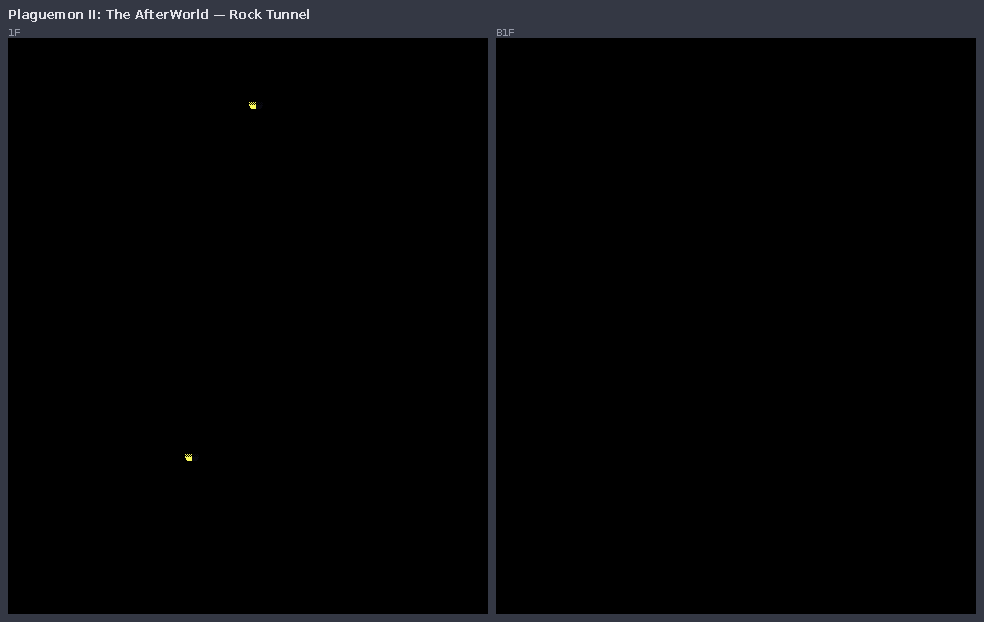 Plaguemon II: The AfterWorld — Rock Tunnel
1F
B1F